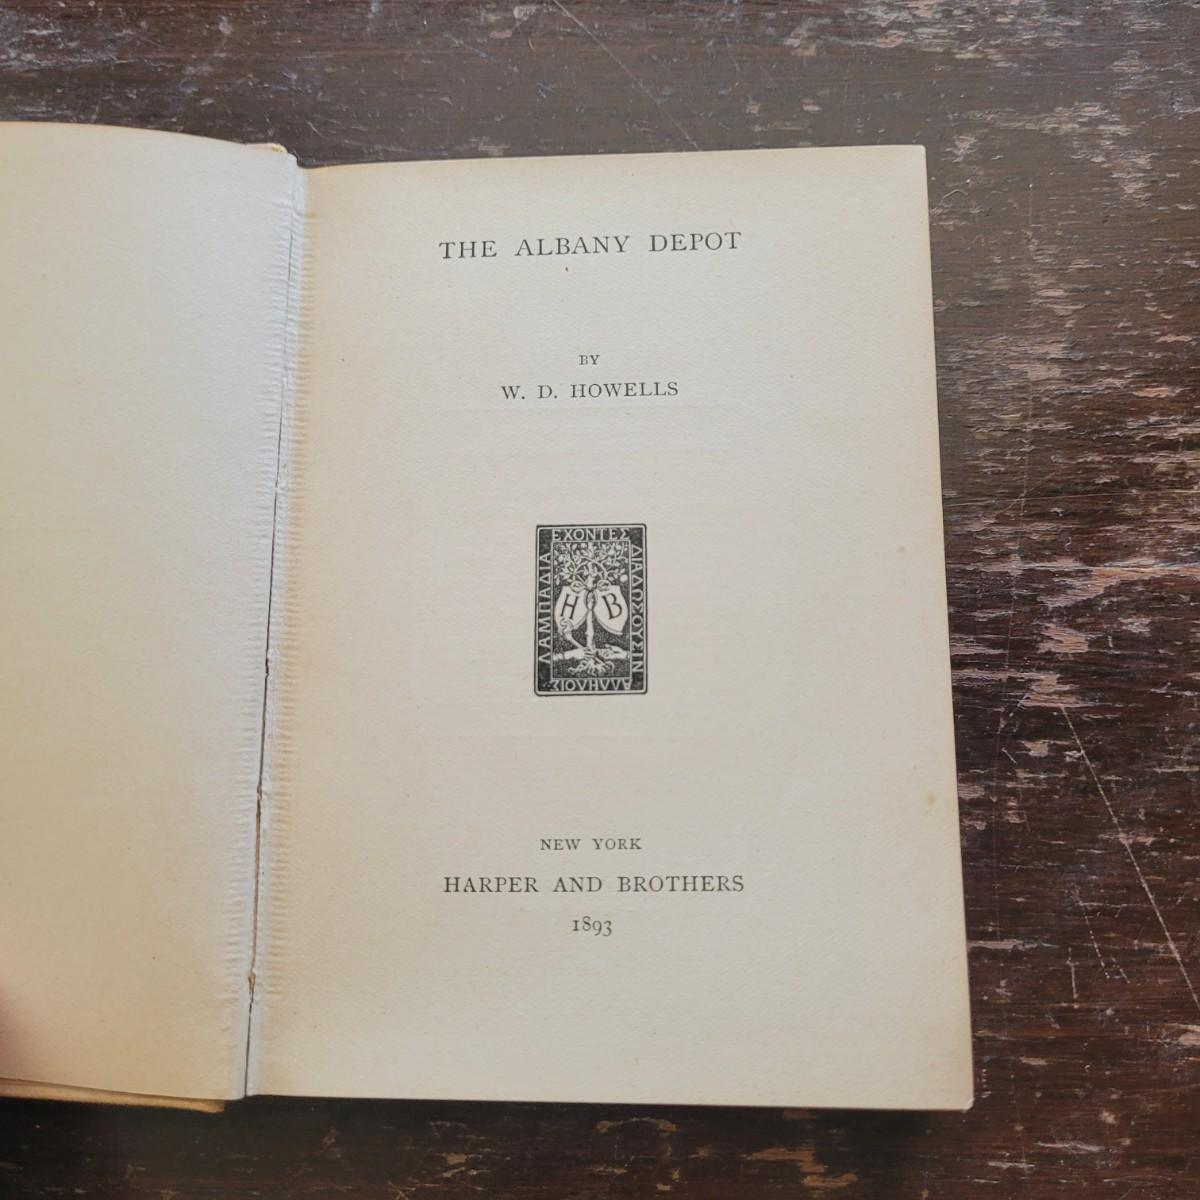 THE ALBANY DEPOT
BY
W. D. HOWELLS
ΛΑΜΠΑΔΙΑ
ΕΧΟΝΤΕΣ
ΔΙΑΔΩΣΟΥΣΙΝ
ΑΛΛΗΛΟΙΣ
H B
NEW YORK
HARPER AND BROTHERS
1893